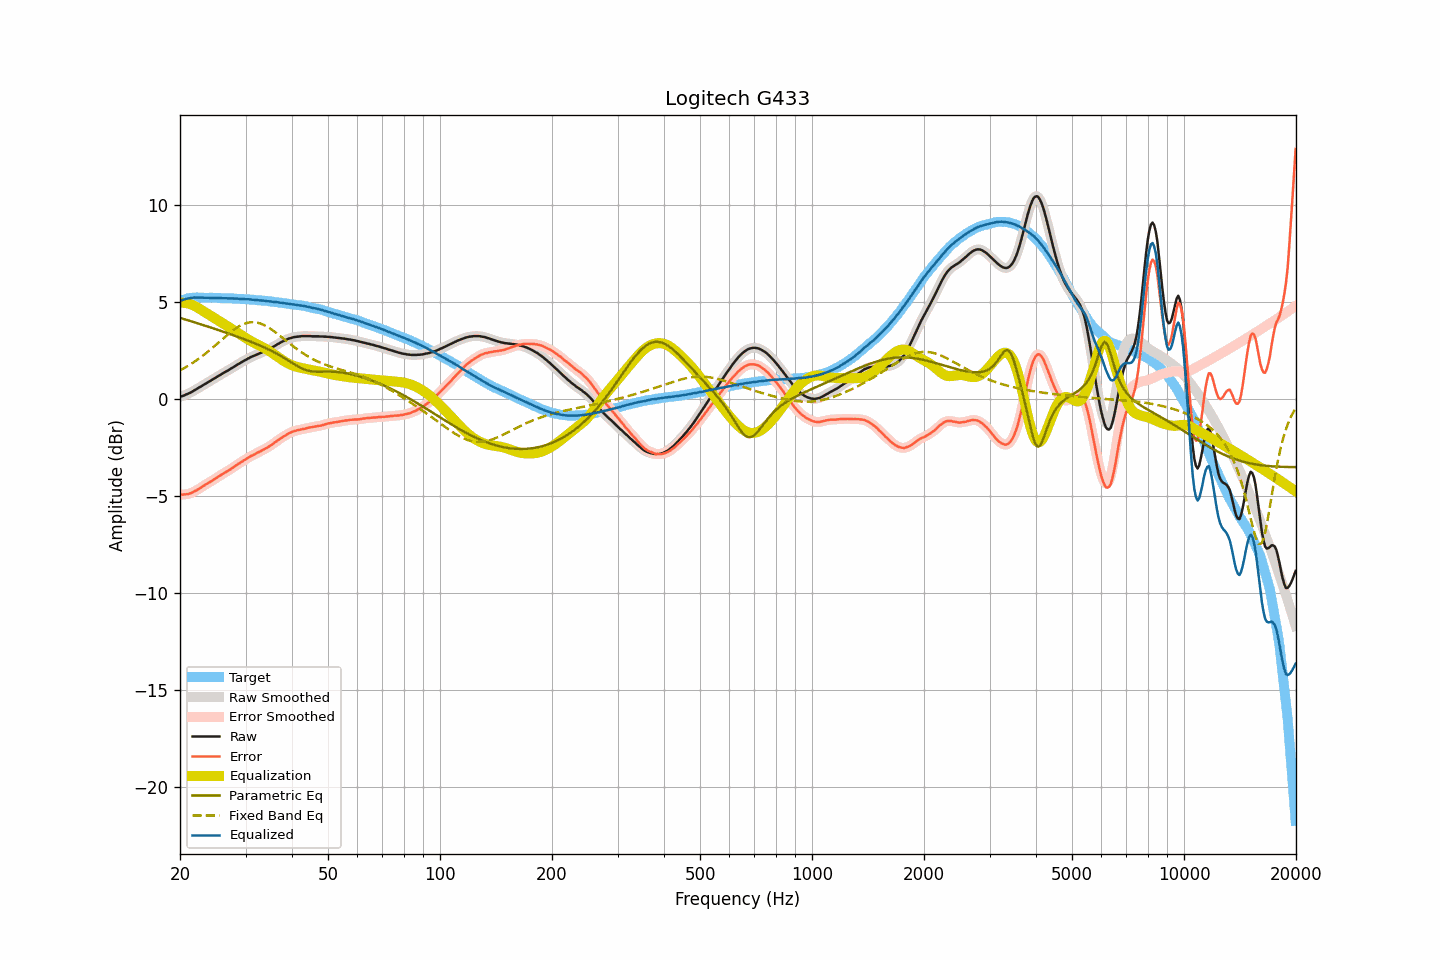 Logitech G433
Amplitude (dBr)
10
5
0
−5
−10
−15
−20
Target
Raw Smoothed
Error Smoothed
Raw
Error
Equalization
Parametric Eq
Fixed Band Eq
Equalized
20 50 100 200 500 1000 2000 5000 10000 20000
Frequency (Hz)